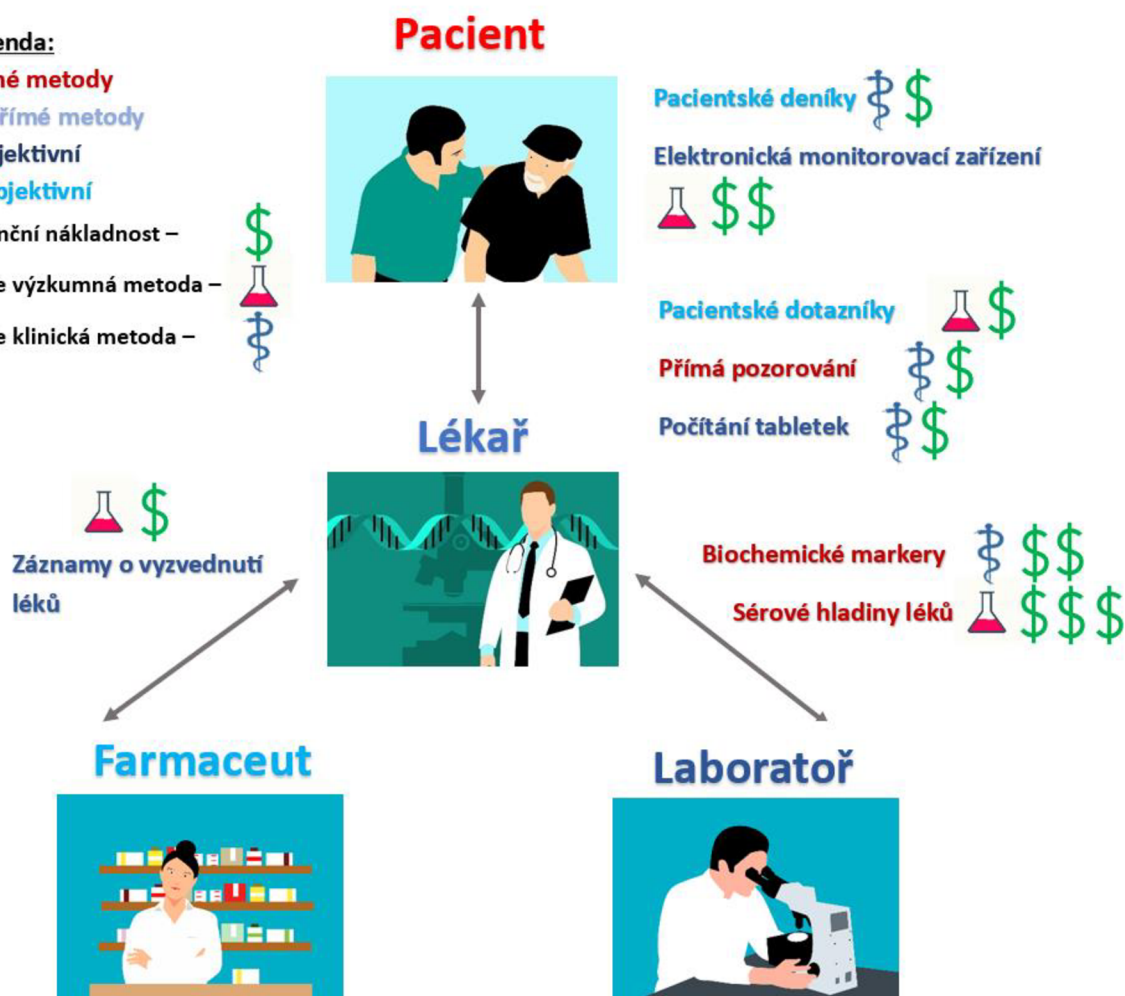 enda:
né metody
římé metody
jektivní
bjektivní
nční nákladnost – $
e výzkumná metoda –
e klinická metoda –
Pacient
Pacientské deníky $
Elektronická monitorovací zařízení
$$
Pacientské dotazníky $
Přímá pozorování $
Počítání tabletek $
Lékař
$
Záznamy o vyzvednutí
léků
Biochemické markery $$
Sérové hladiny léků $$$
Farmaceut
Laboratoř